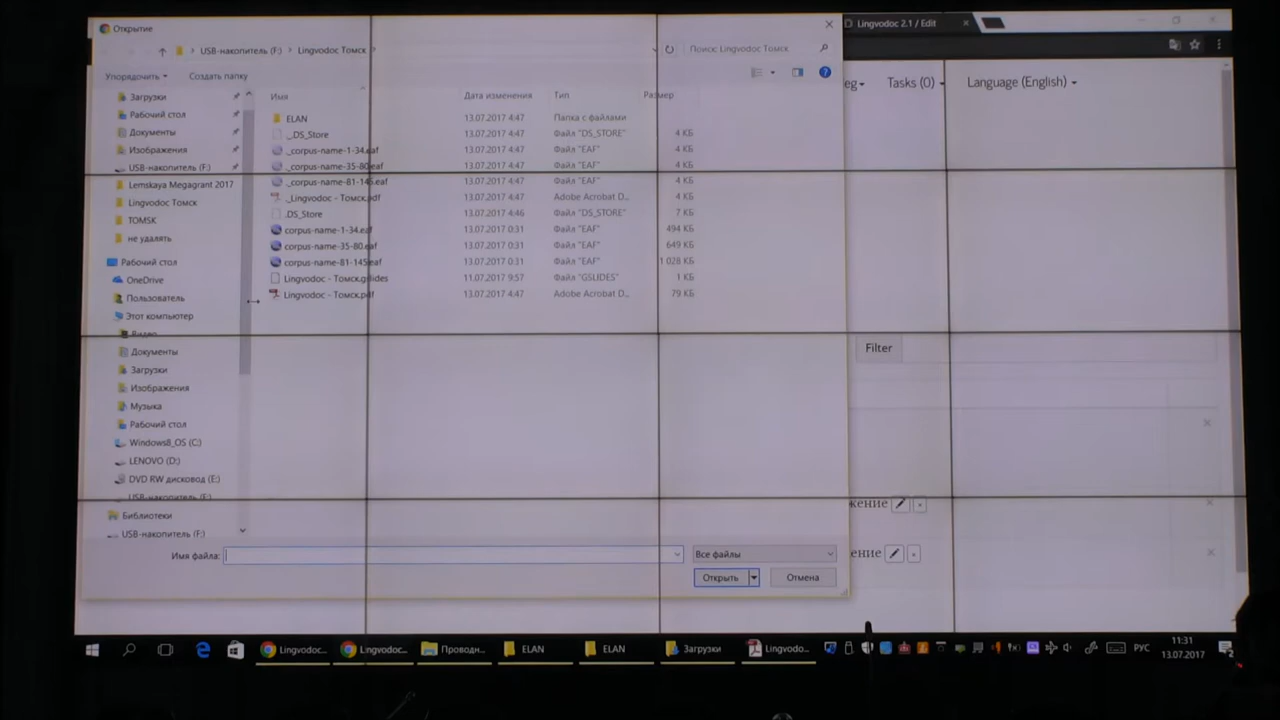 Открытие
Lingvodoc 2.1 / Edit
USB-накопитель (F:) > Lingvodoc Томск >
Поиск: Lingvodoc Томск
Упорядочить
Создать папку
Tasks (0)
Language (English)
Имя
Дата изменения
Тип
Размер
Загрузки
Рабочий стол
Документы
Изображения
USB-накопитель (F:)
Lemskaya Megagrant 2017
Lingvodoc Томск
TOMSK
не удалять
Рабочий стол
OneDrive
Пользователь
Этот компьютер
Видео
Документы
Загрузки
Изображения
Музыка
Рабочий стол
Windows8_OS (C:)
LENOVO (D:)
DVD RW дисковод (E:)
USB-накопитель (F:)
Библиотеки
USB-накопитель (F:)
ELAN 13.07.2017 4:47 Папка с файлами
._.DS_Store 13.07.2017 4:47 Файл "DS_STORE" 4 КБ
._corpus-name-1-34.eaf 13.07.2017 4:47 Файл "EAF" 4 КБ
._corpus-name-35-80.eaf 13.07.2017 4:47 Файл "EAF" 4 КБ
._corpus-name-81-145.eaf 13.07.2017 4:47 Файл "EAF" 4 КБ
._Lingvodoc - Томск.pdf 13.07.2017 4:47 Adobe Acrobat D... 4 КБ
.DS_Store 13.07.2017 4:46 Файл "DS_STORE" 7 КБ
corpus-name-1-34.eaf 13.07.2017 0:31 Файл "EAF" 494 КБ
corpus-name-35-80.eaf 13.07.2017 0:31 Файл "EAF" 649 КБ
corpus-name-81-145.eaf 13.07.2017 0:31 Файл "EAF" 1 028 КБ
Lingvodoc - Томск.gslides 11.07.2017 9:57 Файл "GSLIDES" 1 КБ
Lingvodoc - Томск.pdf 13.07.2017 4:47 Adobe Acrobat D... 79 КБ
Filter
жение
ение
Имя файла:
Все файлы
Открыть
Отмена
Lingvodoc...
Lingvodoc...
Проводн...
ELAN
ELAN
Загрузки
Lingvodo...
РУС
11:31
13.07.2017
2